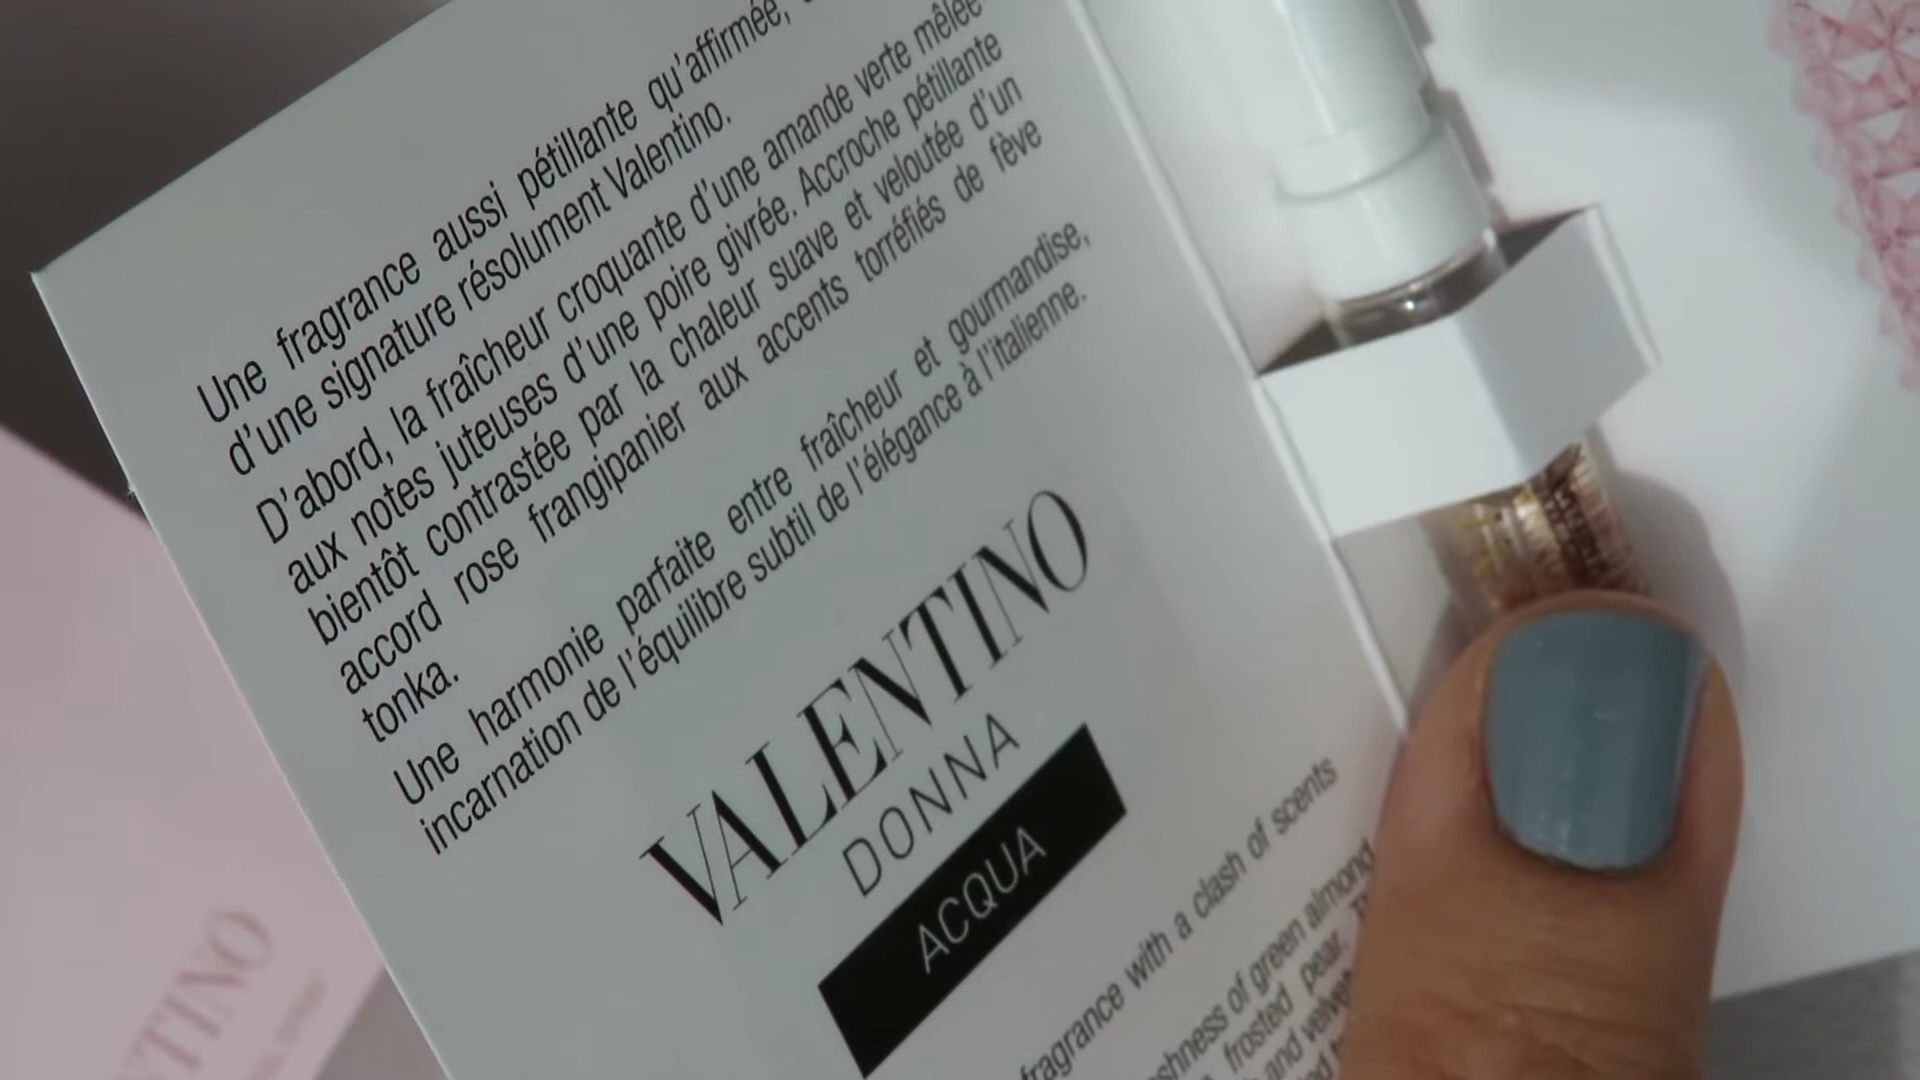 Une fragrance aussi pétillante qu'affirmée,
d'une signature résolument Valentino.
D'abord, la fraîcheur croquante d'une amande verte mêlée
aux notes juteuses d'une poire givrée. Accroche pétillante
bientôt contrastée par la chaleur suave et veloutée d'un
accord rose frangipanier aux accents torréfiés de fève
tonka.
Une harmonie parfaite entre fraîcheur et gourmandise,
incarnation de l'équilibre subtil de l'élégance à l'italienne.
VALENTINO
DONNA
ACQUA
fragrance with a clash of scents
of green almond
frosted pear.
and
TINO